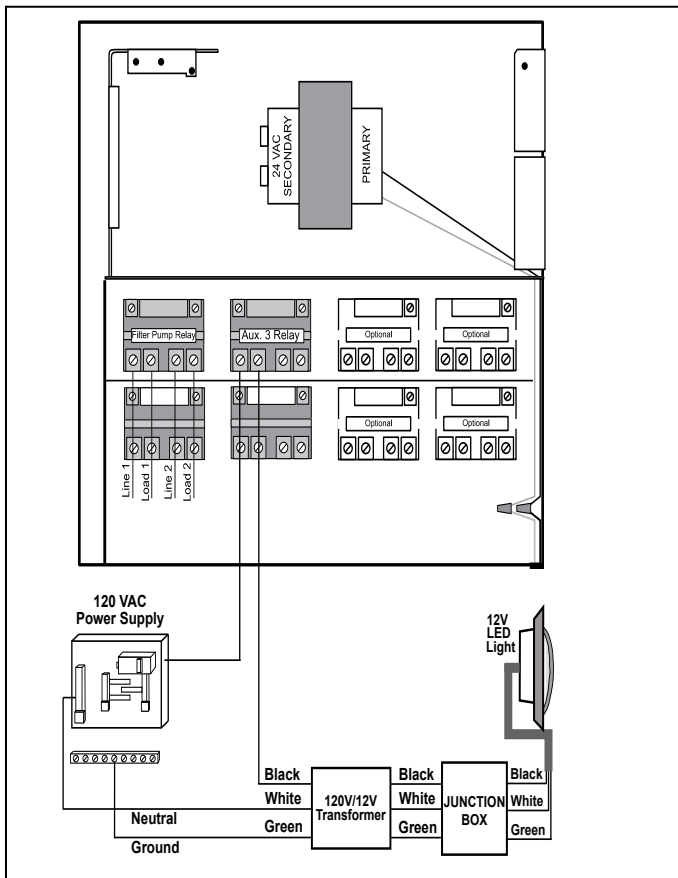 24 VAC
SECONDARY
PRIMARY
Filter Pump Relay
Aux. 3 Relay
Optional
Optional
Optional
Optional
Line 1
Load 1
Line 2
Load 2
120 VAC
Power Supply
12V
LED
Light
Black
White
Green
Neutral
Ground
120V/12V
Transformer
Black
White
Green
JUNCTION
BOX
Black
White
Green